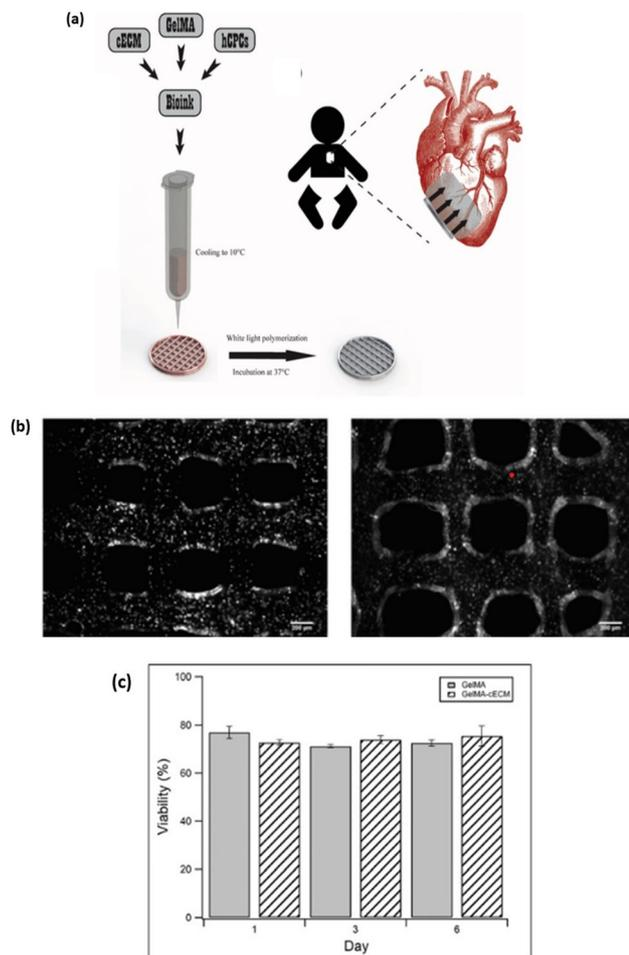 (a)
GelMA
cECM
hCPCs
Bioink
Cooling to 10°C
White light polymerization
Incubation at 37°C
(b)
200 µm
200 µm
(c)
100
80
60
40
20
0
Viability (%)
GelMA
GelMA-cECM
1
3
6
Day